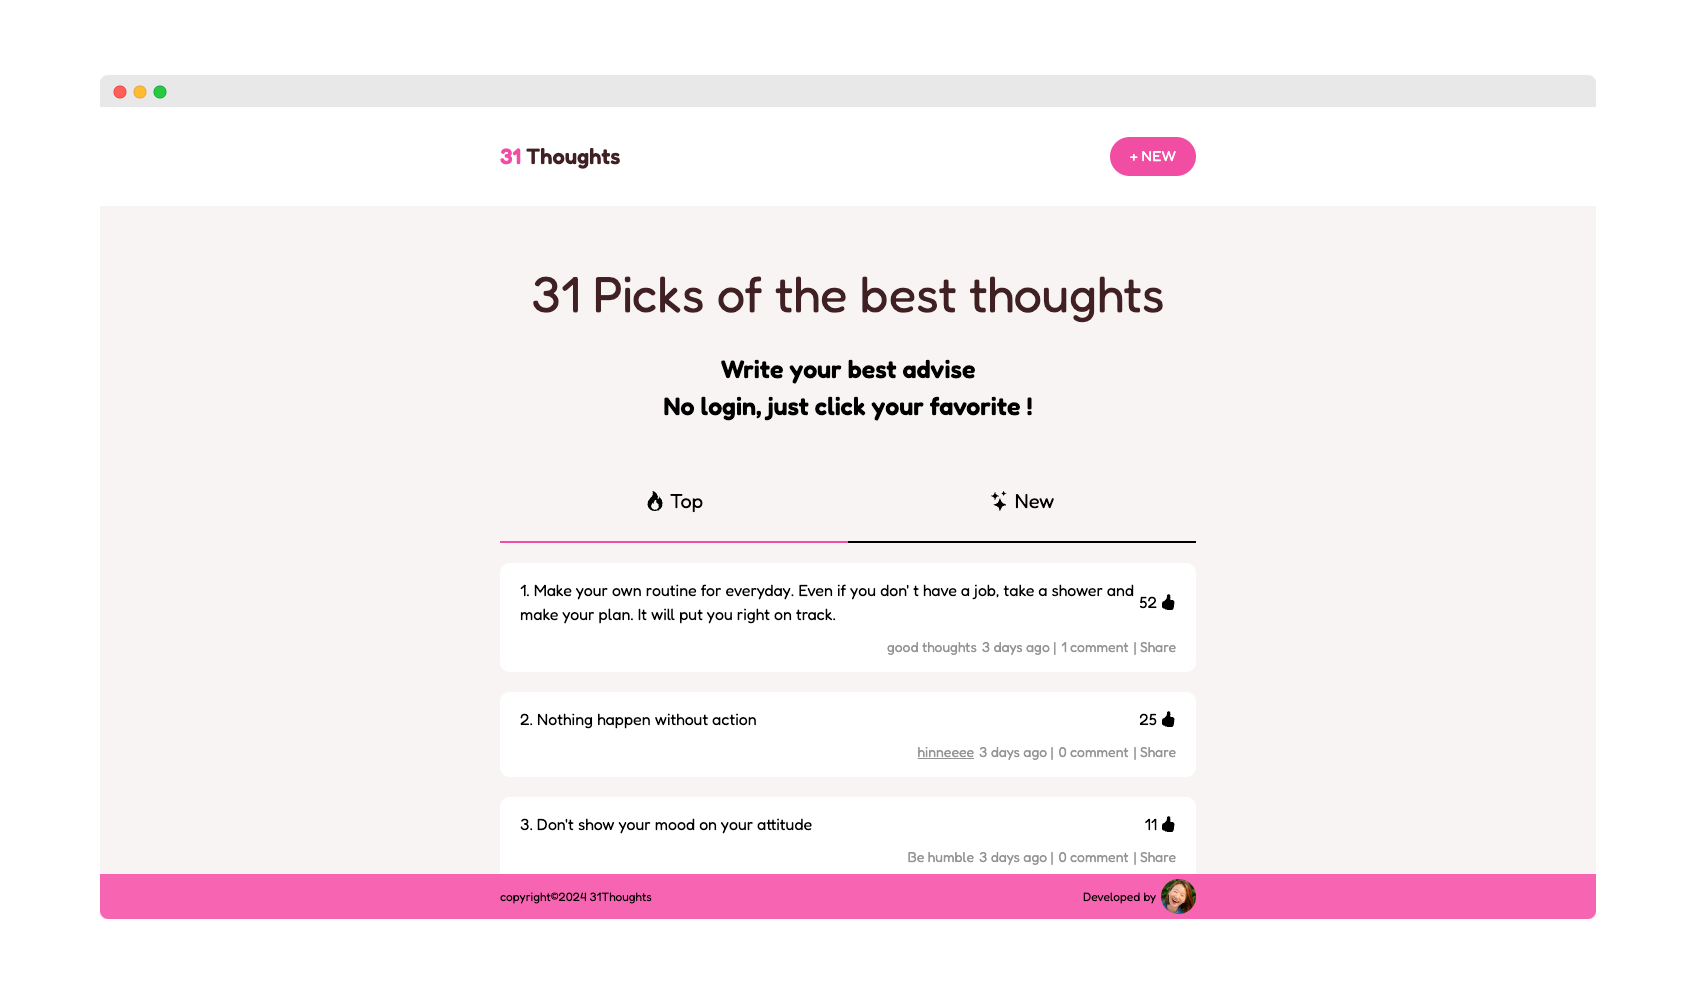 31 Thoughts
+ NEW
31 Picks of the best thoughts
Write your best advise
No login, just click your favorite !
Top
New
1. Make your own routine for everyday. Even if you don' t have a job, take a shower and
make your plan. It will put you right on track.
52
good thoughts 3 days ago | 1 comment | Share
2. Nothing happen without action
25
hinneeee 3 days ago | 0 comment | Share
3. Don't show your mood on your attitude
11
Be humble 3 days ago | 0 comment | Share
copyright©2024 31Thoughts
Developed by